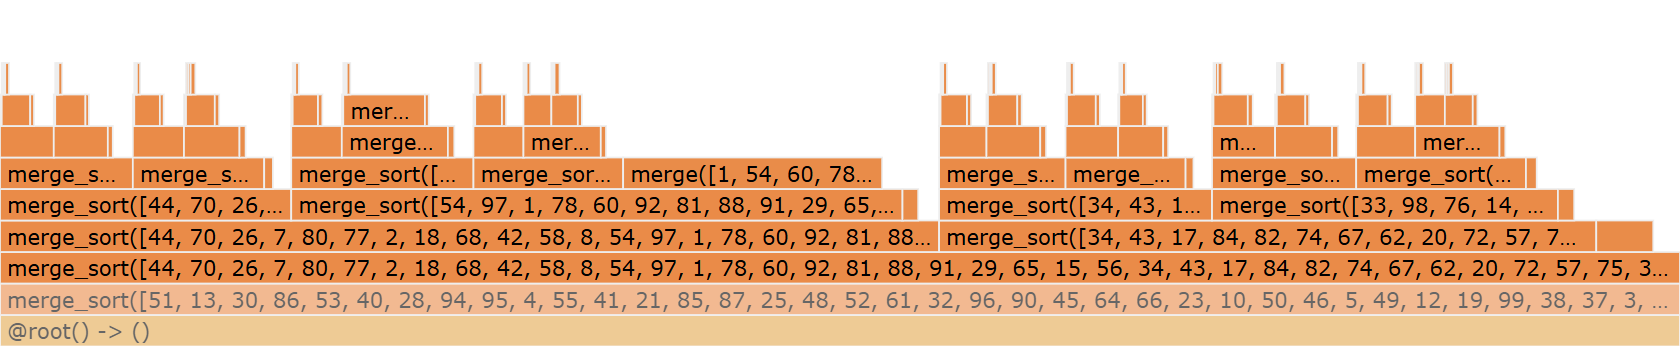 mer...
merge... mer... m... mer...
merge_s... merge_s... merge_sort([... merge_sor... merge([1, 54, 60, 78... merge_s... merge_... merge_so... merge_sort(...
merge_sort([44, 70, 26,... merge_sort([54, 97, 1, 78, 60, 92, 81, 88, 91, 29, 65,... merge_sort([34, 43, 1... merge_sort([33, 98, 76, 14, ...
merge_sort([44, 70, 26, 7, 80, 77, 2, 18, 68, 42, 58, 8, 54, 97, 1, 78, 60, 92, 81, 88... merge_sort([34, 43, 17, 84, 82, 74, 67, 62, 20, 72, 57, 7...
merge_sort([44, 70, 26, 7, 80, 77, 2, 18, 68, 42, 58, 8, 54, 97, 1, 78, 60, 92, 81, 88, 91, 29, 65, 15, 56, 34, 43, 17, 84, 82, 74, 67, 62, 20, 72, 57, 75, 3...
merge_sort([51, 13, 30, 86, 53, 40, 28, 94, 95, 4, 55, 41, 21, 85, 87, 25, 48, 52, 61, 32, 96, 90, 45, 64, 66, 23, 10, 50, 46, 5, 49, 12, 19, 99, 38, 37, 3, ...
@root() -> ()